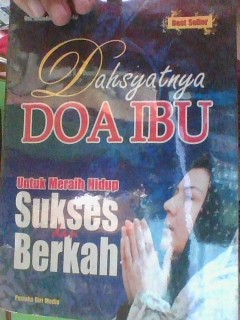 Best Seller
Dahsyatnya
DOA IBU
Untuk Meraih Hidup
Sukses
Berkah